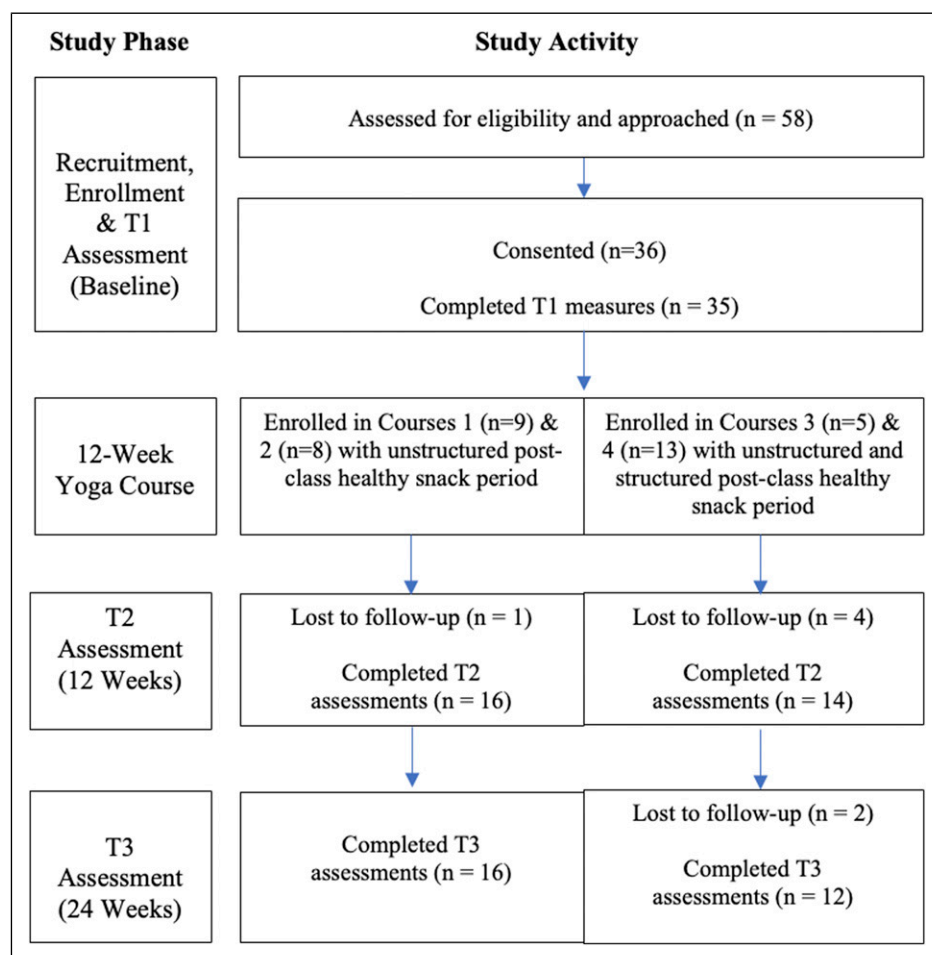 Study Phase
Study Activity
Recruitment,
Enrollment
& T1
Assessment
(Baseline)
Assessed for eligibility and approached (n = 58)
Consented (n=36)
Completed T1 measures (n = 35)
12-Week
Yoga Course
Enrolled in Courses 1 (n=9) &
2 (n=8) with unstructured post-
class healthy snack period
Enrolled in Courses 3 (n=5) &
4 (n=13) with unstructured and
structured post-class healthy
snack period
T2
Assessment
(12 Weeks)
Lost to follow-up (n = 1)
Completed T2
assessments (n = 16)
Lost to follow-up (n = 4)
Completed T2
assessments (n = 14)
T3
Assessment
(24 Weeks)
Completed T3
assessments (n = 16)
Lost to follow-up (n = 2)
Completed T3
assessments (n = 12)